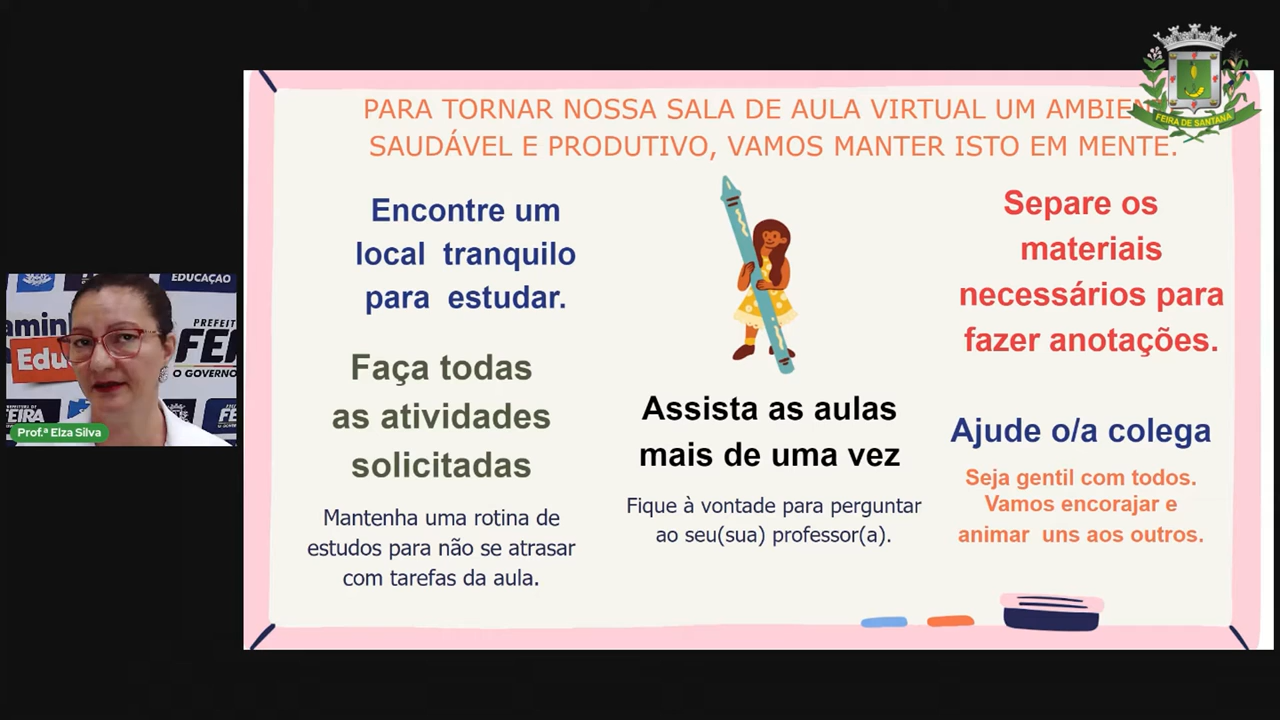 PARA TORNAR NOSSA SALA DE AULA VIRTUAL UM
SAUDÁVEL E PRODUTIVO, VAMOS MANTER ISTO EM MENTE.
FEIRA DE SANTANA
Encontre um
local tranquilo
para estudar.
Faça todas
as atividades
solicitadas
Mantenha uma rotina de
estudos para não se atrasar
com tarefas da aula.
Assista as aulas
mais de uma vez
Fique à vontade para perguntar
ao seu(sua) professor(a).
Separe os
materiais
necessários para
fazer anotações.
Ajude o/a colega
Seja gentil com todos.
Vamos encorajar e
animar uns aos outros.
EDUCAÇÃO
Prof.ª Elza Silva